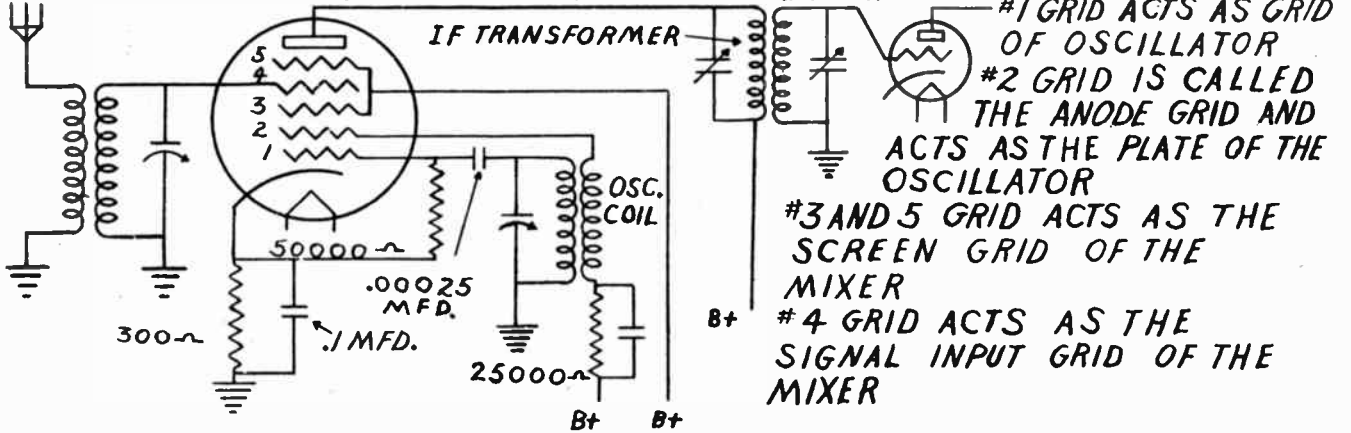 IF TRANSFORMER
5
4
3
2
1
OSC.
COIL
50000 Ω
.00025
MFD.
300 Ω
.1 MFD.
25000 Ω
B+
B+
B+
#1 GRID ACTS AS GRID
OF OSCILLATOR
#2 GRID IS CALLED
THE ANODE GRID AND
ACTS AS THE PLATE OF THE
OSCILLATOR
#3 AND 5 GRID ACTS AS THE
SCREEN GRID OF THE
MIXER
#4 GRID ACTS AS THE
SIGNAL INPUT GRID OF THE
MIXER